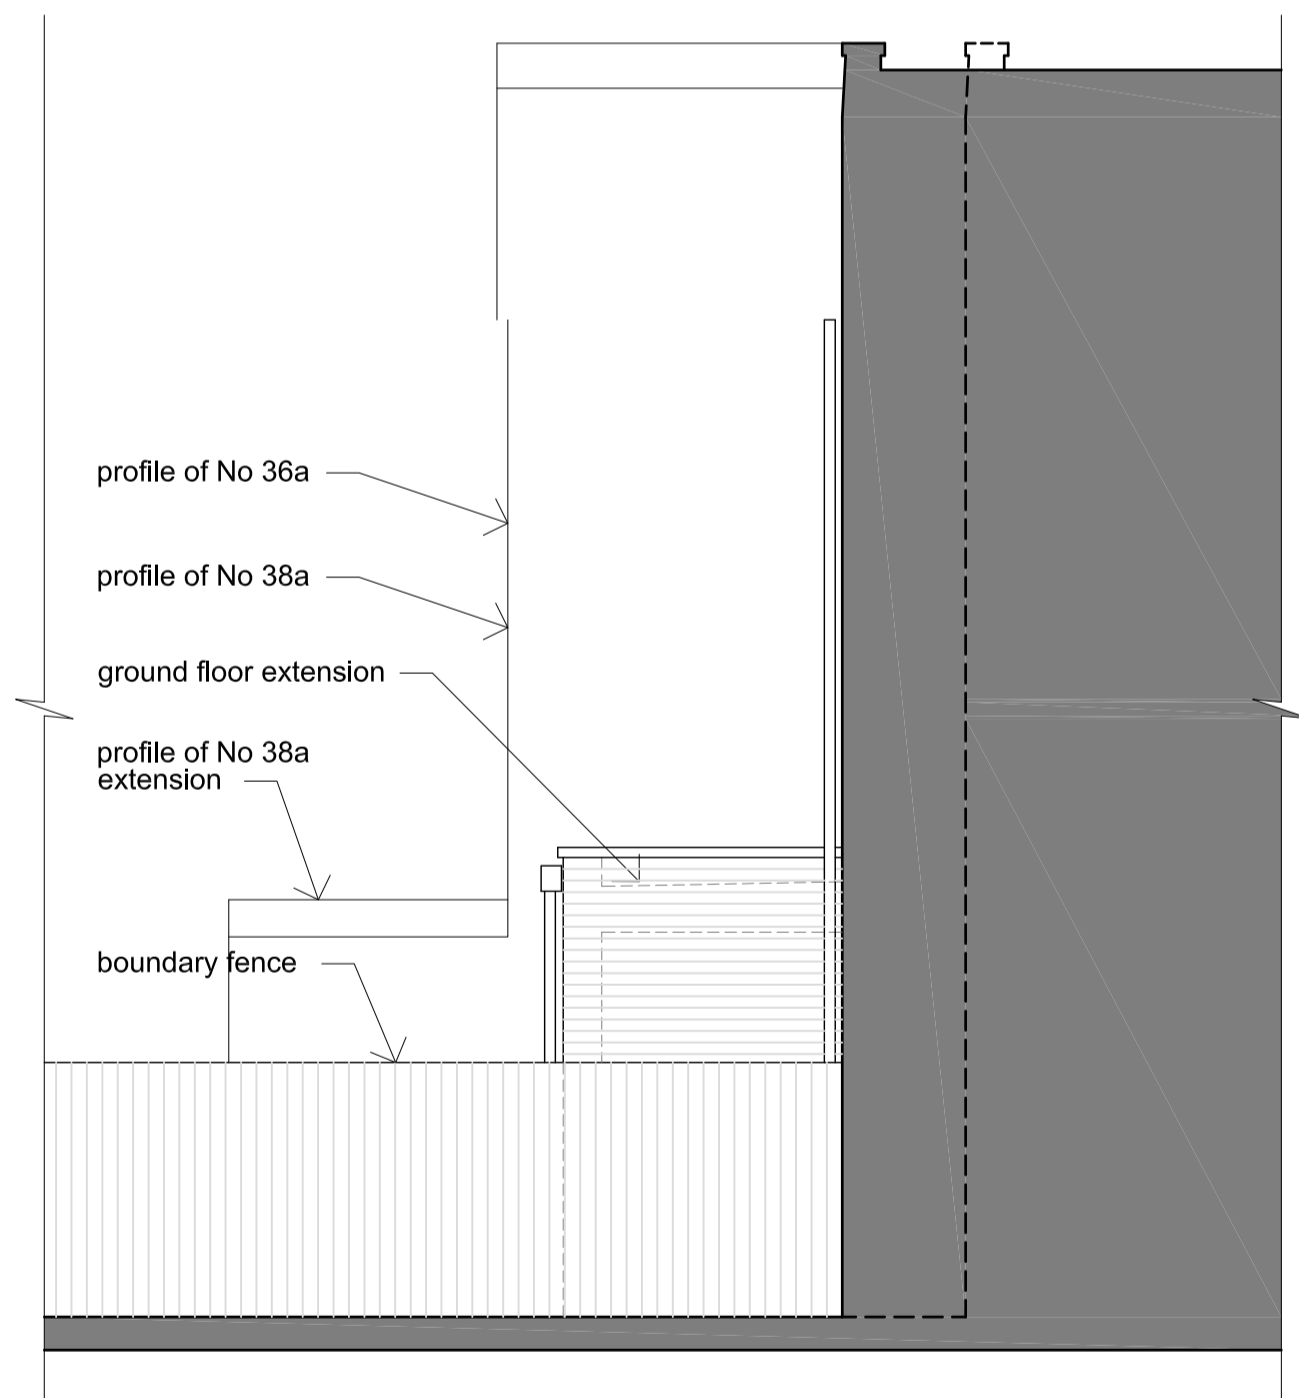 profile of No 36a
profile of No 38a
ground floor extension
profile of No 38a
extension
boundary fence